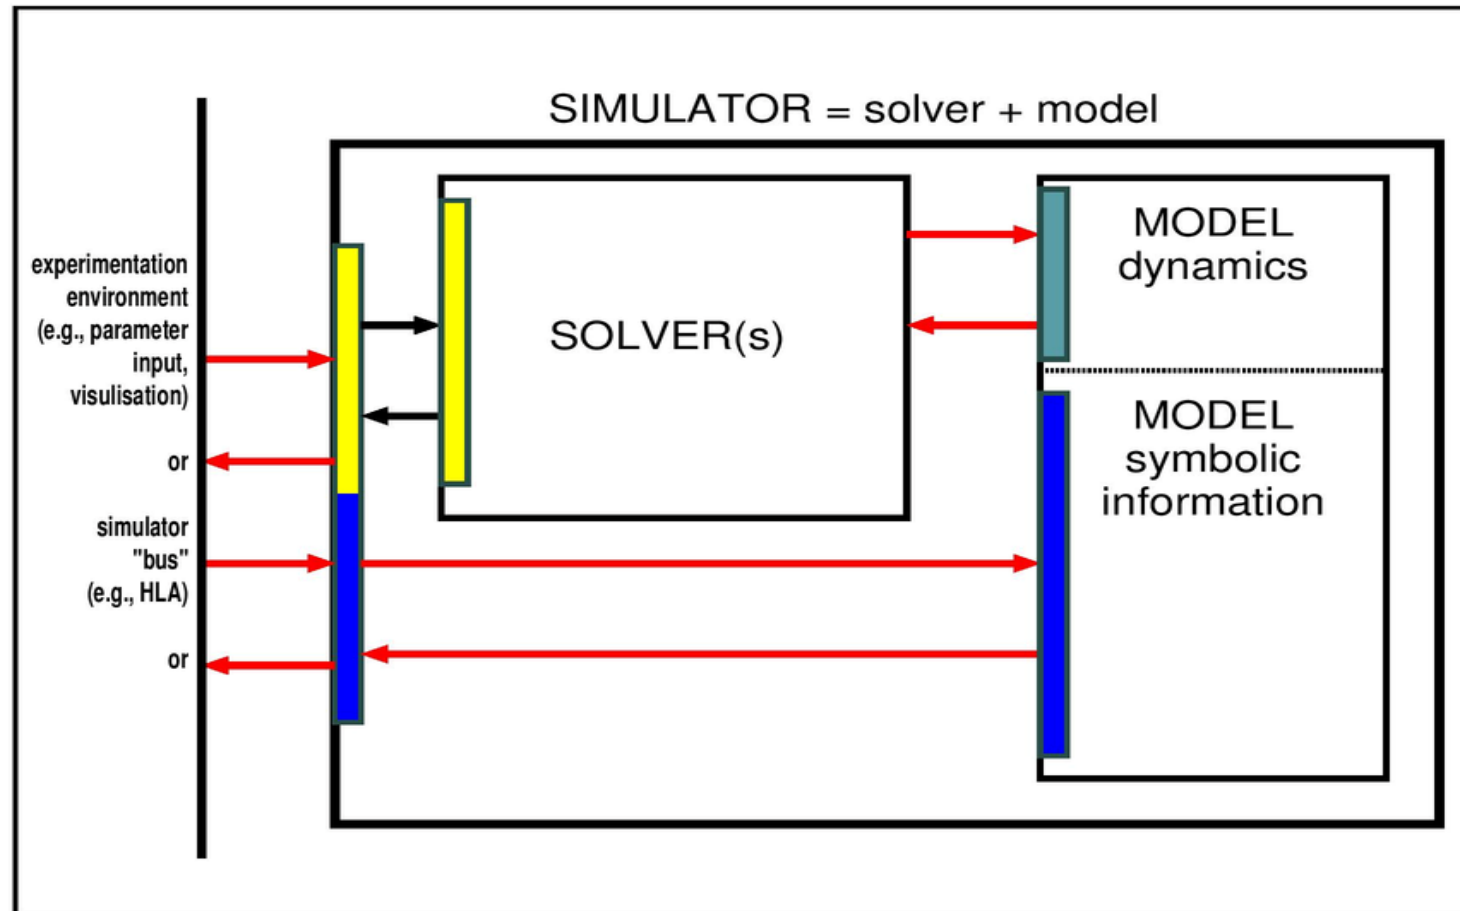 SIMULATOR = solver + model
experimentation
environment
(e.g., parameter
input,
visulisation)
or
simulator
"bus"
(e.g., HLA)
or
SOLVER(s)
MODEL
dynamics
MODEL
symbolic
information